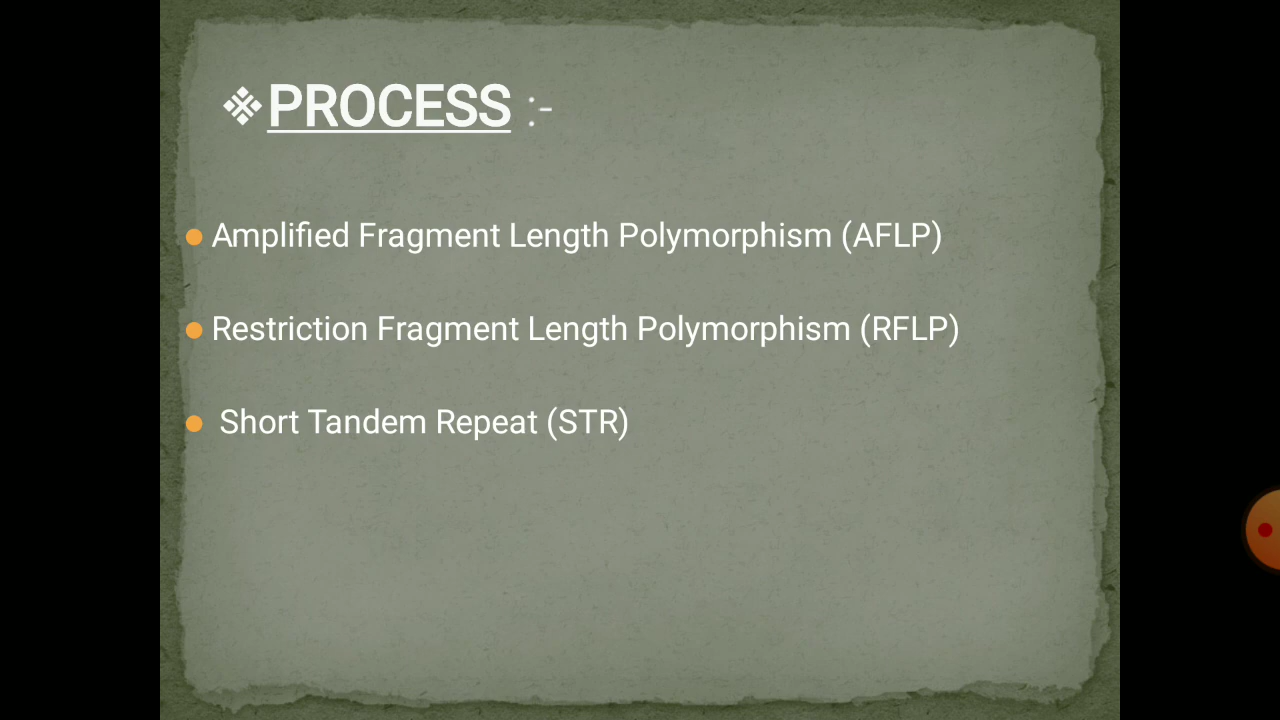 ❖PROCESS :-
● Amplified Fragment Length Polymorphism (AFLP)
● Restriction Fragment Length Polymorphism (RFLP)
● Short Tandem Repeat (STR)